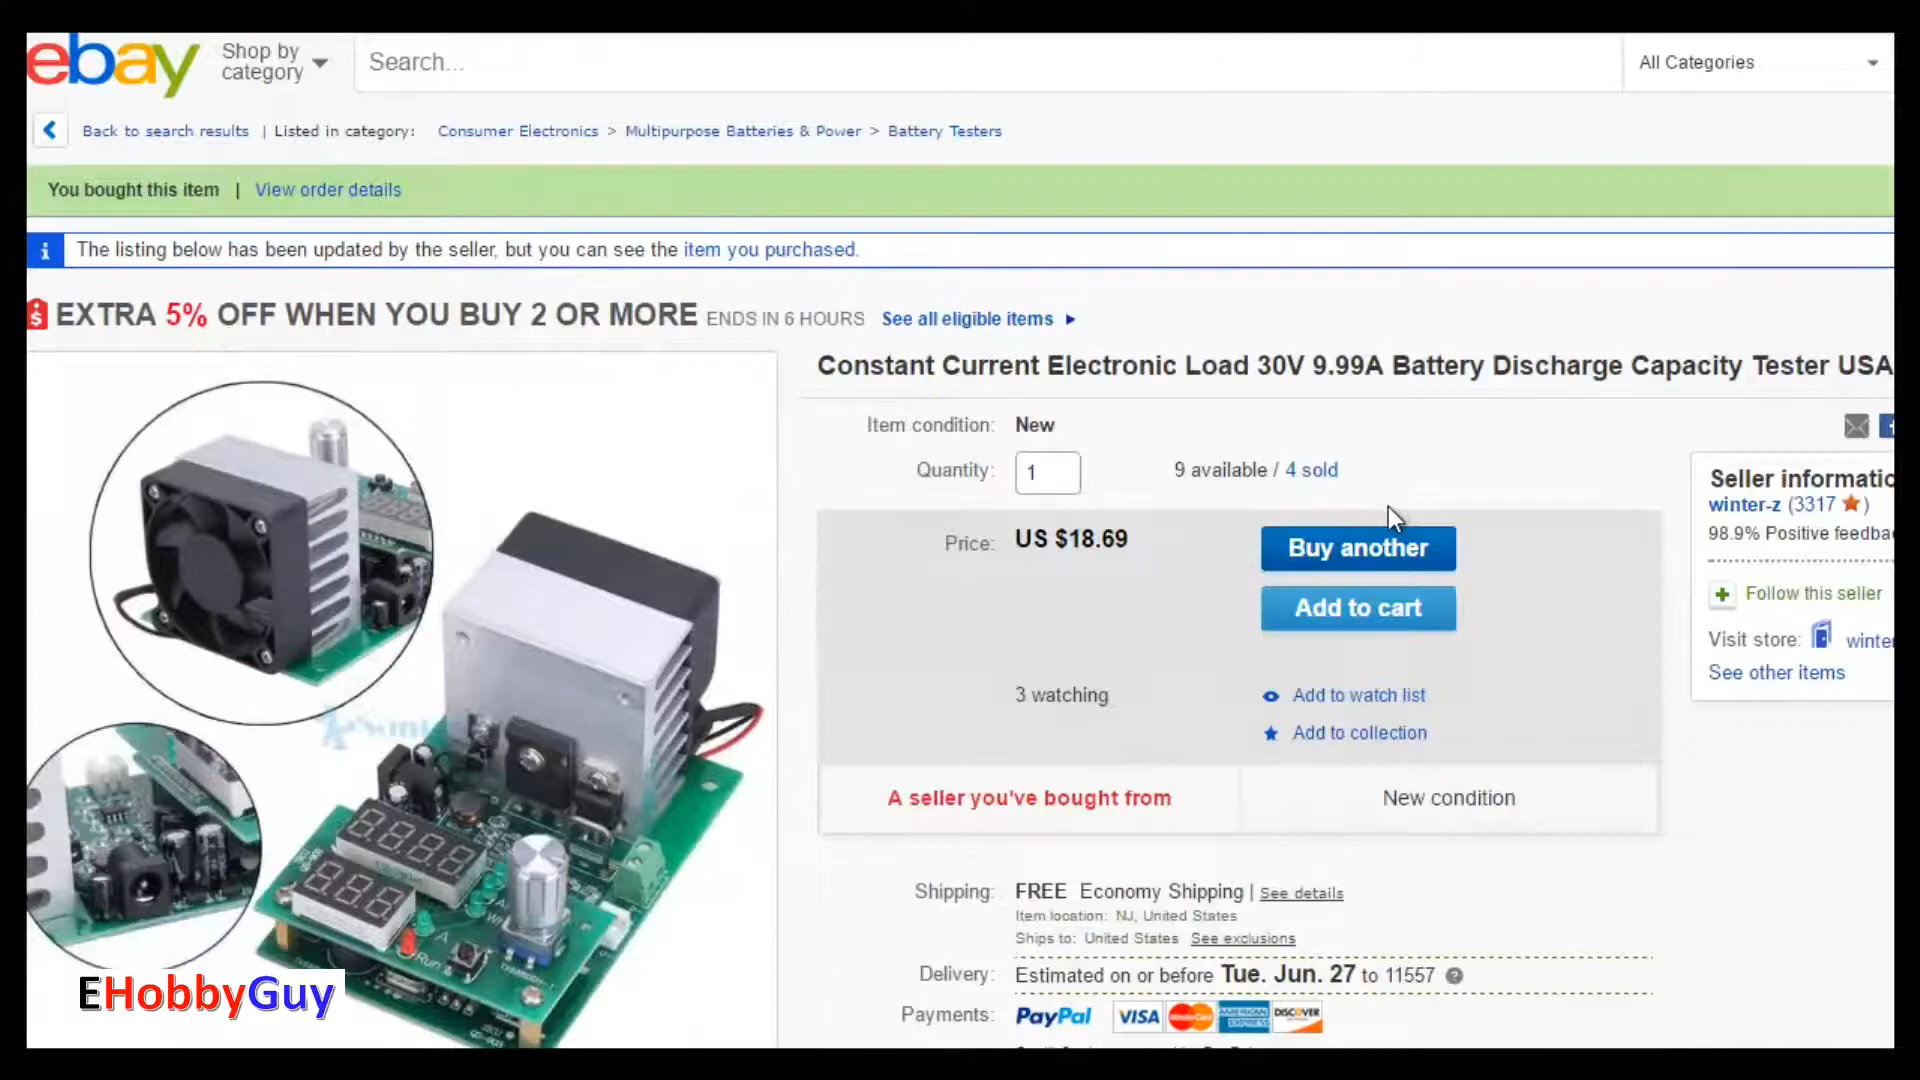 ebay
Shop by category
Search...
All Categories
Back to search results | Listed in category: Consumer Electronics > Multipurpose Batteries & Power > Battery Testers
You bought this item | View order details
i The listing below has been updated by the seller, but you can see the item you purchased.
$ EXTRA 5% OFF WHEN YOU BUY 2 OR MORE ENDS IN 6 HOURS See all eligible items
Constant Current Electronic Load 30V 9.99A Battery Discharge Capacity Tester USA
Item condition: New
Quantity: 1 9 available / 4 sold
Price: US $18.69
Buy another
Add to cart
3 watching
Add to watch list
Add to collection
A seller you've bought from
New condition
Seller informatio
winter-z (3317 )
98.9% Positive feedba
Follow this seller
Visit store: winter
See other items
Shipping: FREE Economy Shipping | See details
Item location: NJ, United States
Ships to: United States See exclusions
Delivery: Estimated on or before Tue. Jun. 27 to 11557 ?
Payments: PayPal VISA MasterCard AMERICAN EXPRESS DISCOVER
Run
A
EHobbyGuy